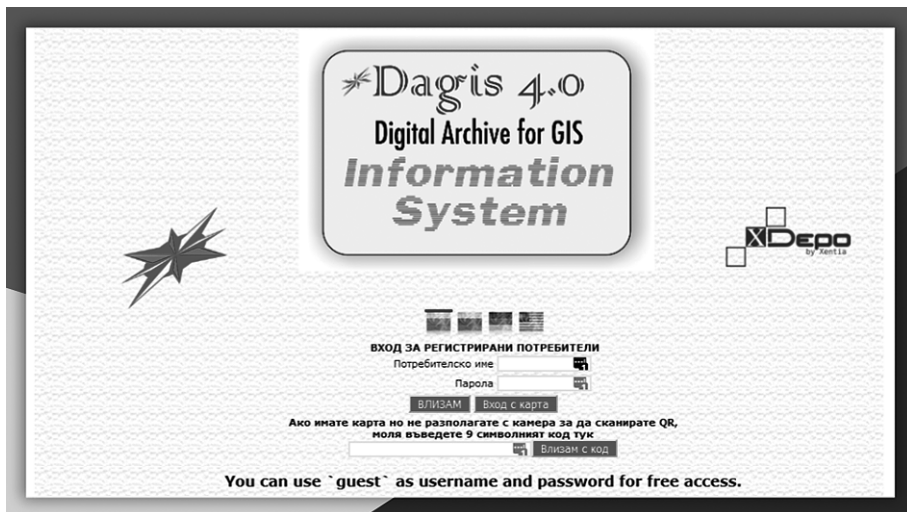 Dagis 4.0
Digital Archive for GIS
Information
System
XDEPO
by Xentia
ВХОД ЗА РЕГИСТРИРАНИ ПОТРЕБИТЕЛИ
Потребителско име
Парола
ВЛИЗАМ Вход с карта
Ако имате карта но не разполагате с камера за да сканирате QR,
моля въведете 9 символният код тук
Влизам с код
You can use `guest` as username and password for free access.